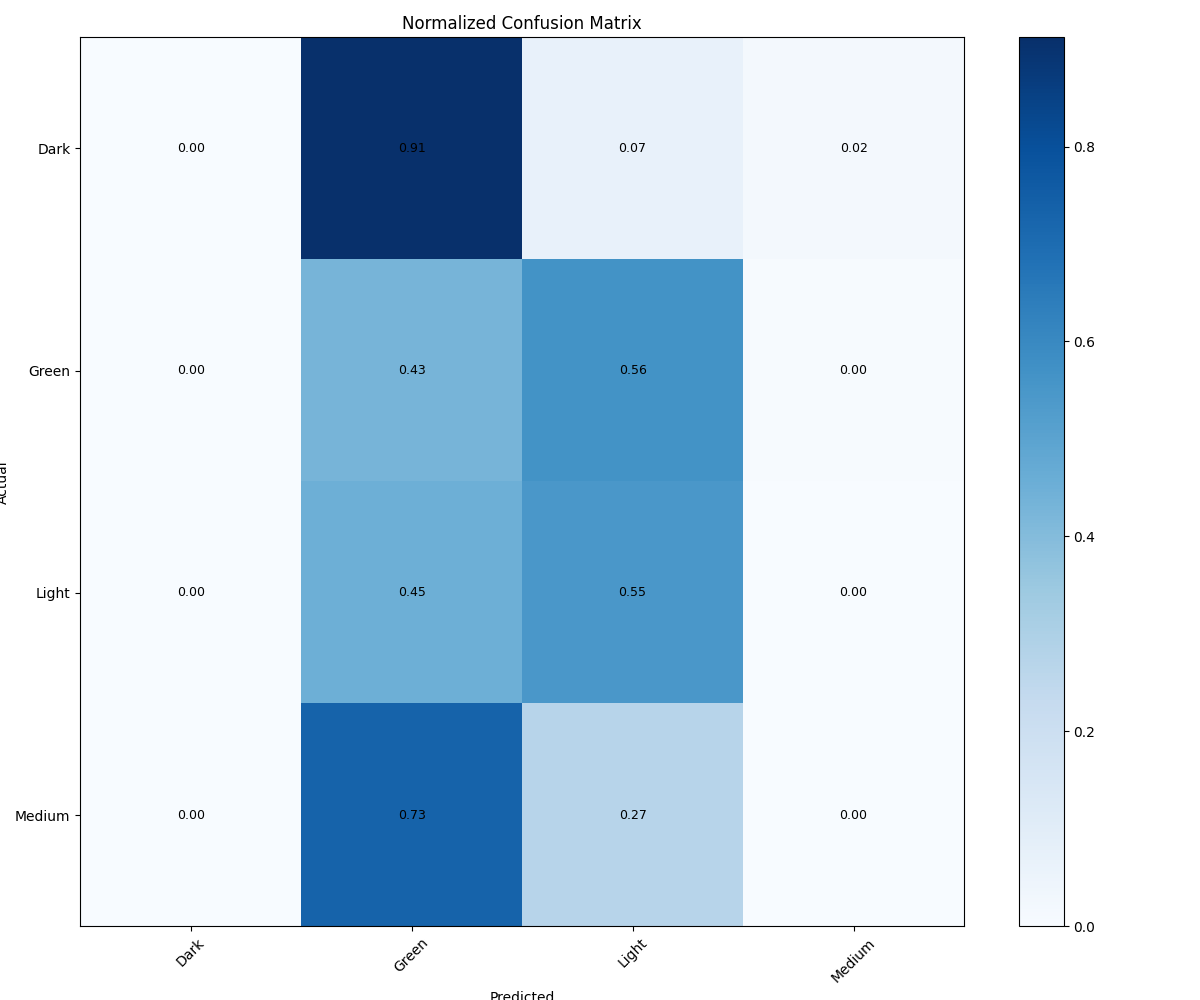 Normalized Confusion Matrix
Dark 0.00 0.91 0.07 0.02
Green 0.00 0.43 0.56 0.00
Light 0.00 0.45 0.55 0.00
Medium 0.00 0.73 0.27 0.00
Dark Green Light Medium
Predicted
Actual
0.8
0.6
0.4
0.2
0.0